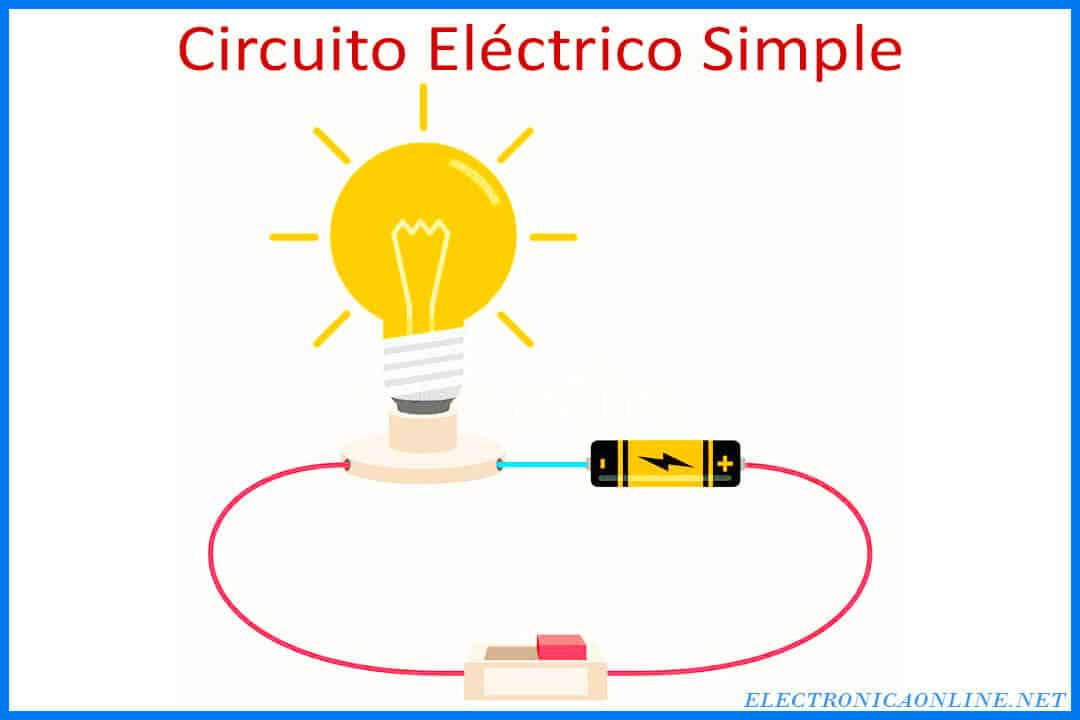 Circuito Eléctrico Simple
- +
ELECTRONICAONLINE.NET